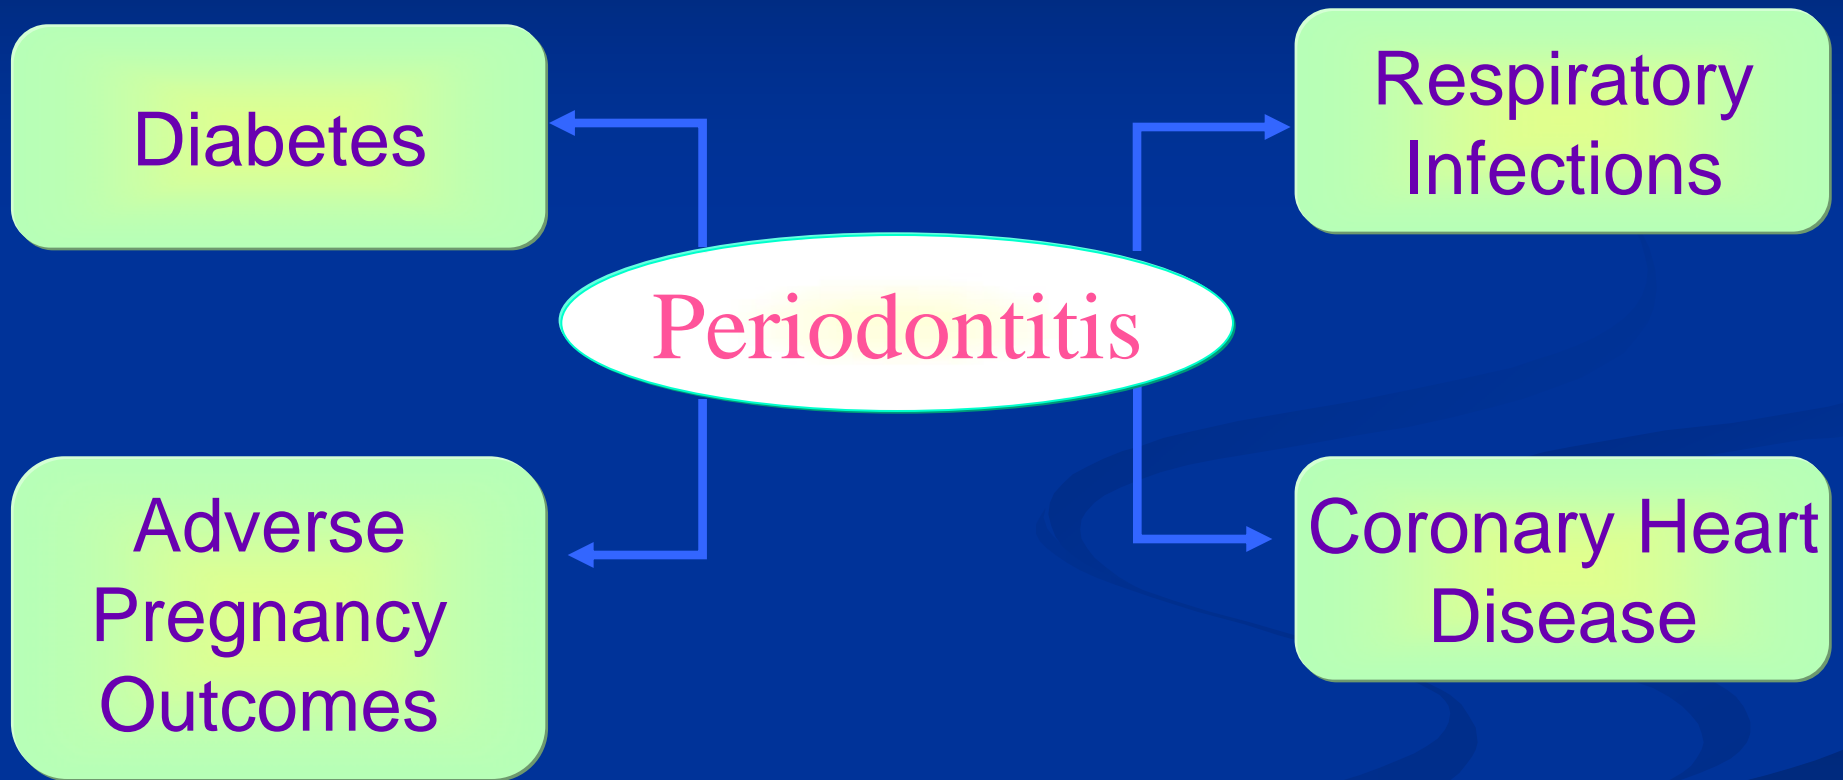 Diabetes
Respiratory
Infections
Periodontitis
Adverse
Pregnancy
Outcomes
Coronary Heart
Disease